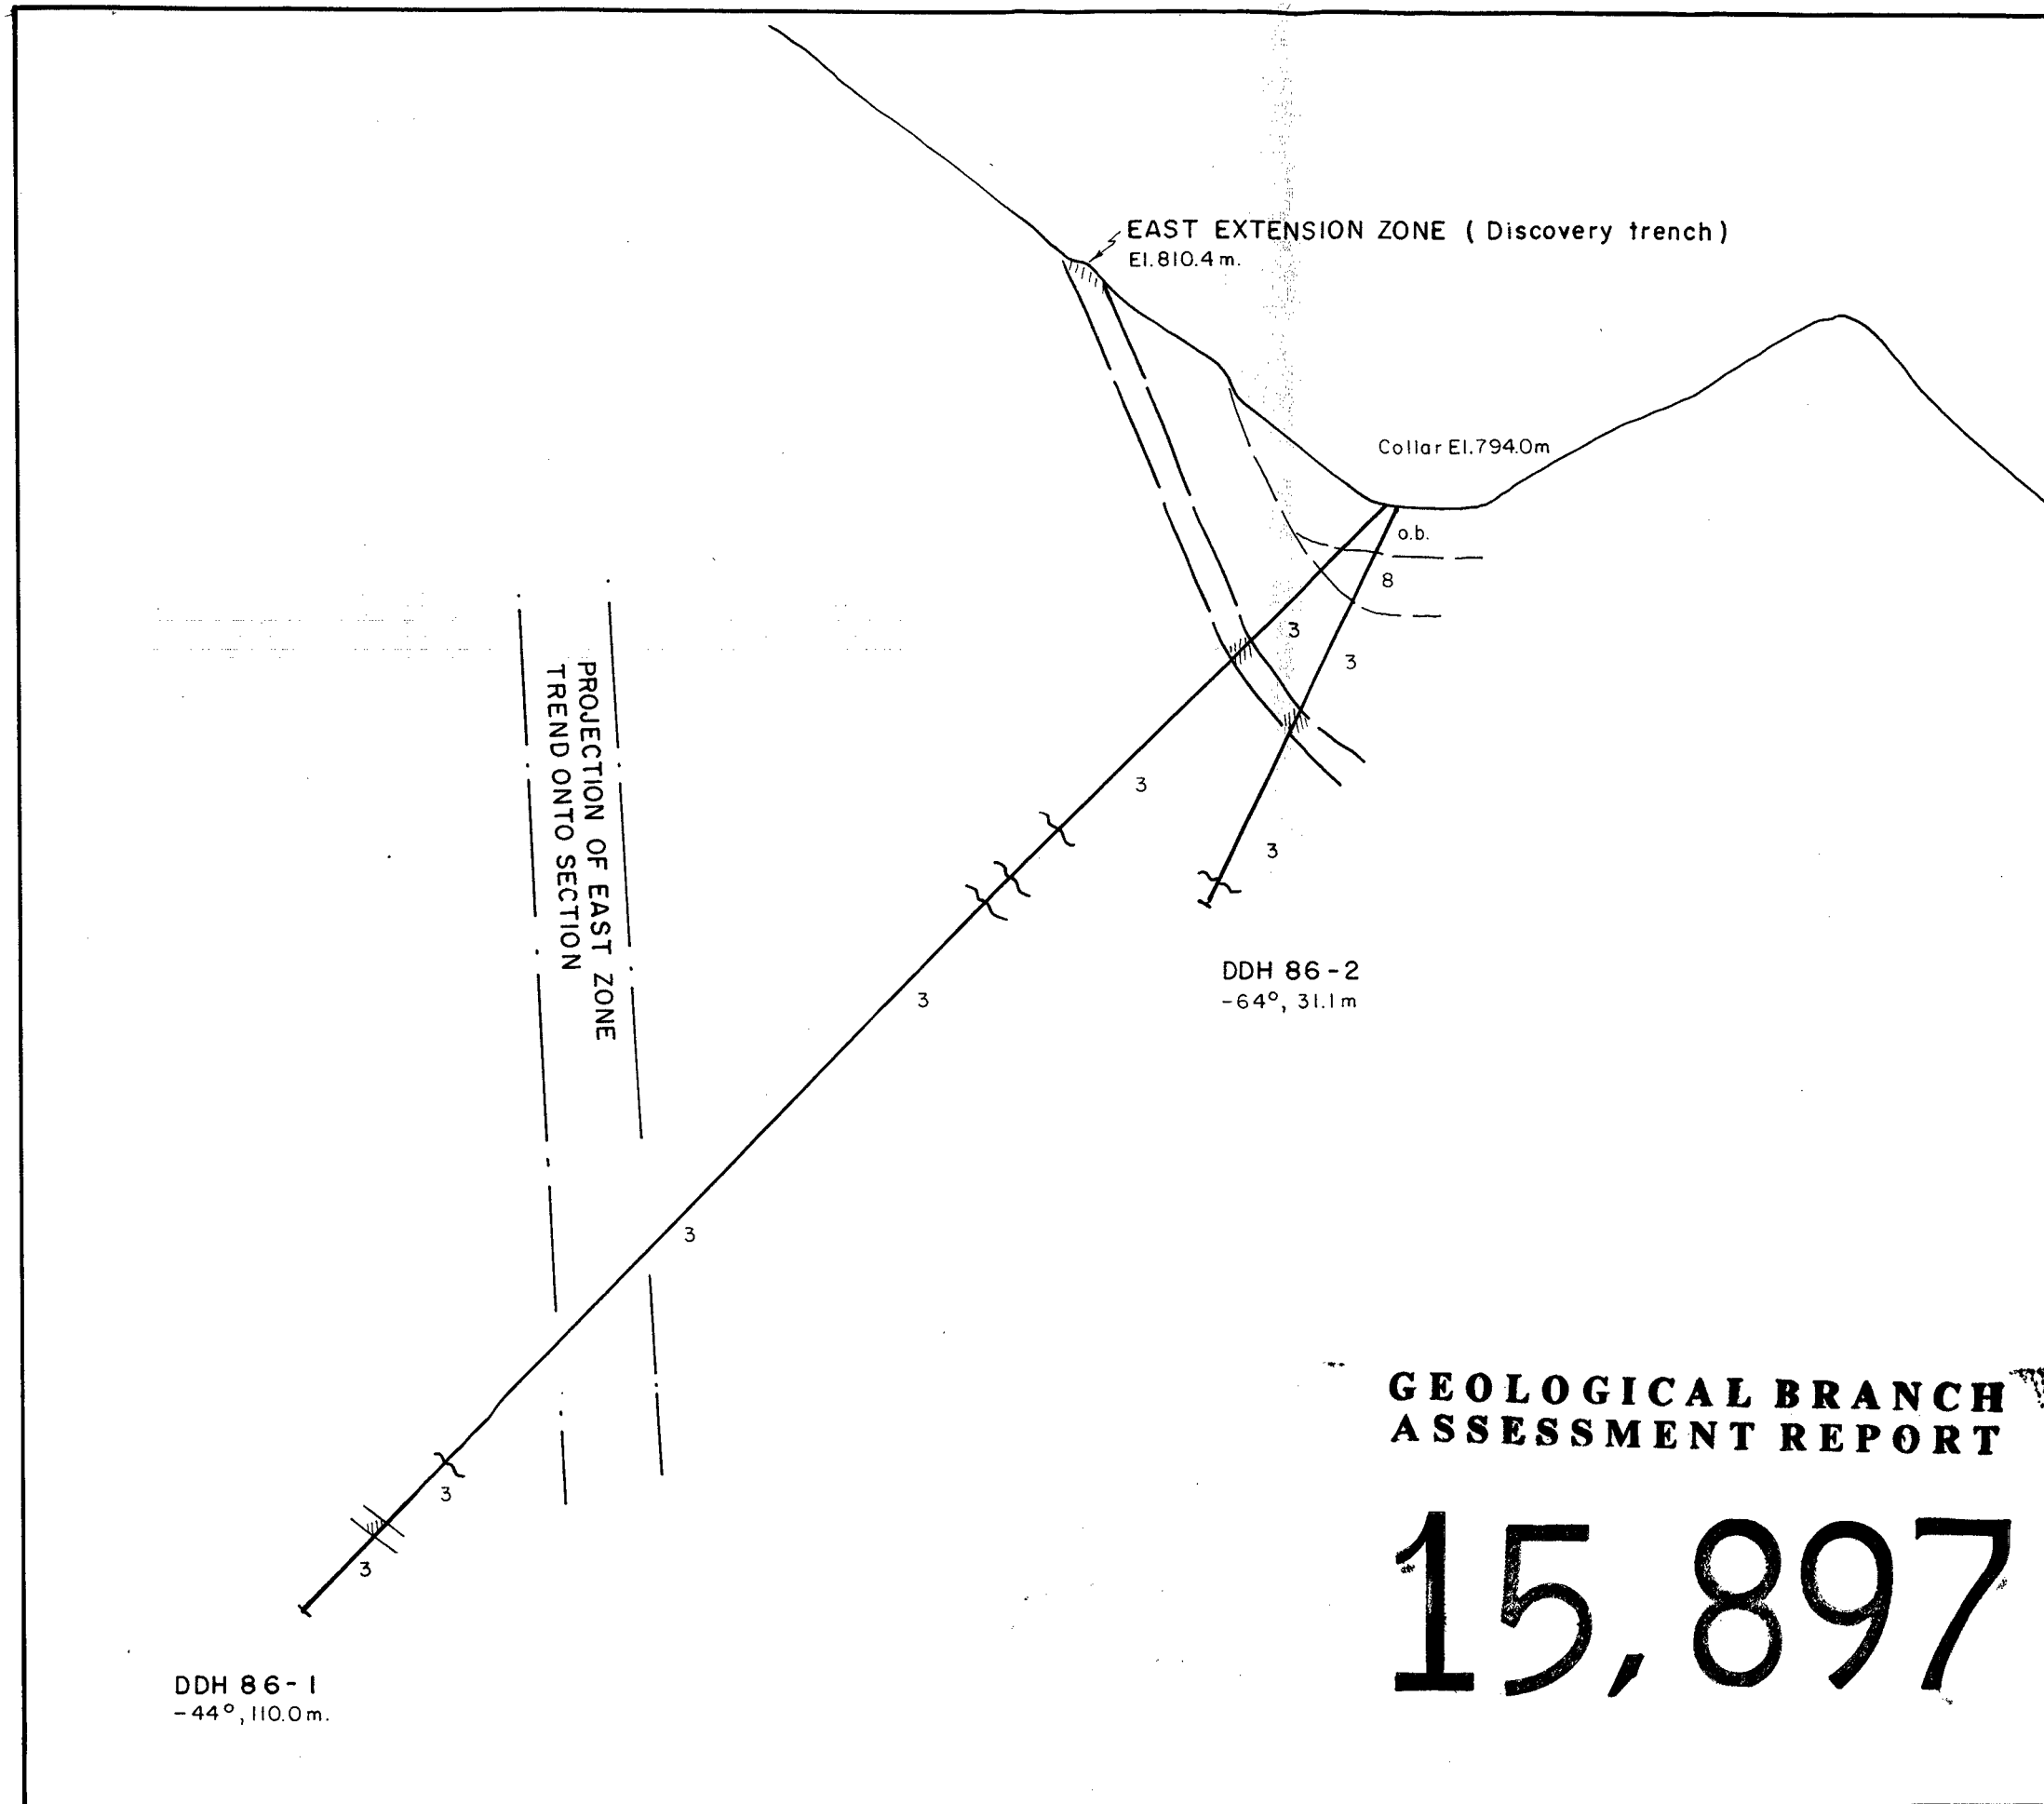 EAST EXTENSION ZONE ( Discovery trench )
El. 810.4 m.
Collar El. 794.0m
o.b.
8
3
3
3
3
3
3
3
3
PROJECTION OF EAST ZONE
TREND ONTO SECTION
DDH 86-2
-64°, 31.1m
DDH 86-1
-44°, 110.0m.
GEOLOGICAL BRANCH
ASSESSMENT REPORT
15,897